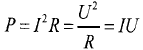 P = I²R = U²/R = IU